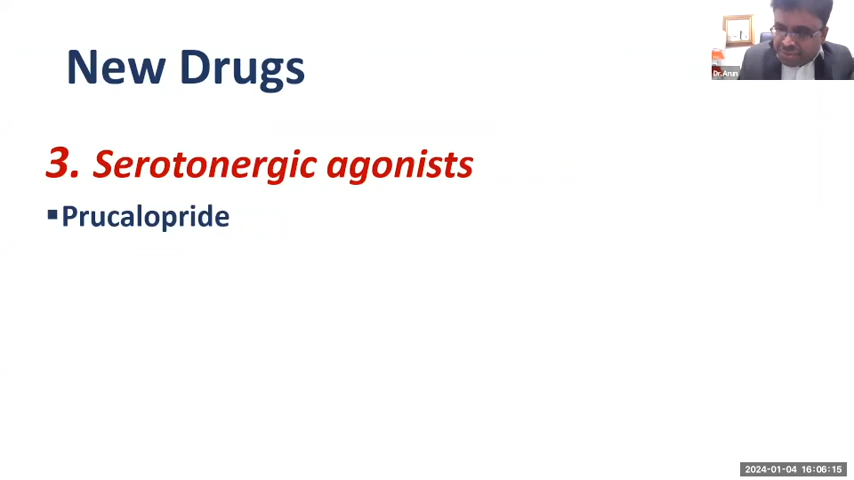 New Drugs
3. Serotonergic agonists
▪Prucalopride
Dr. Arun
2024-01-04 16:06:15